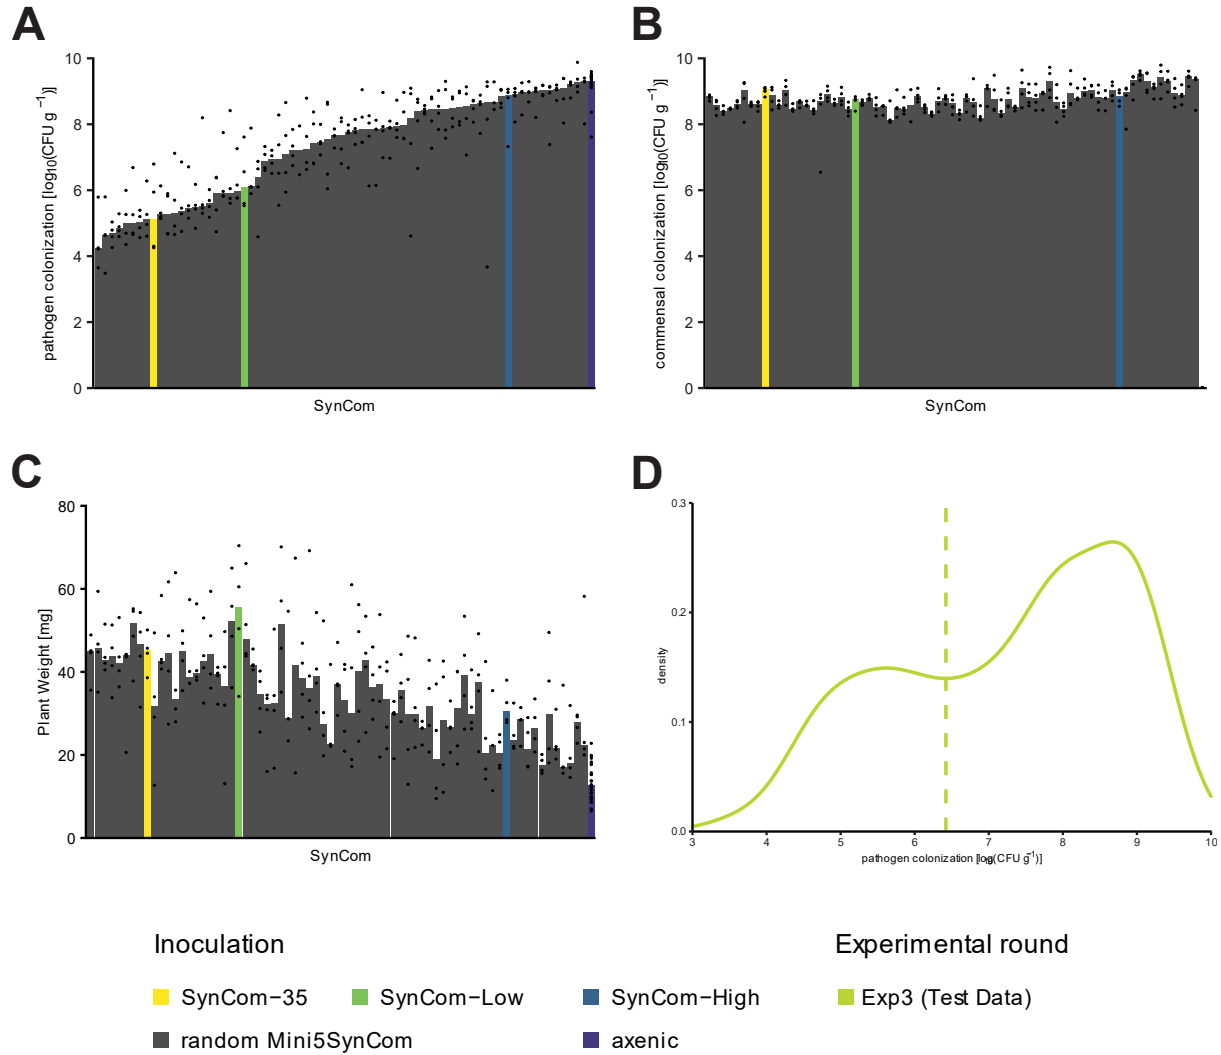 A
pathogen colonization [log10(CFU g −1)]
10
8
6
4
2
0
SynCom
B
commensal colonization [log10(CFU g −1)]
10
8
6
4
2
0
SynCom
C
Plant Weight [mg]
80
60
40
20
0
SynCom
D
density
0.3
0.2
0.1
0.0
3 4 5 6 7 8 9 10
pathogen colonization [log10(CFU g−1)]
Inoculation
SynCom−35
SynCom−Low
SynCom−High
random Mini5SynCom
axenic
Experimental round
Exp3 (Test Data)